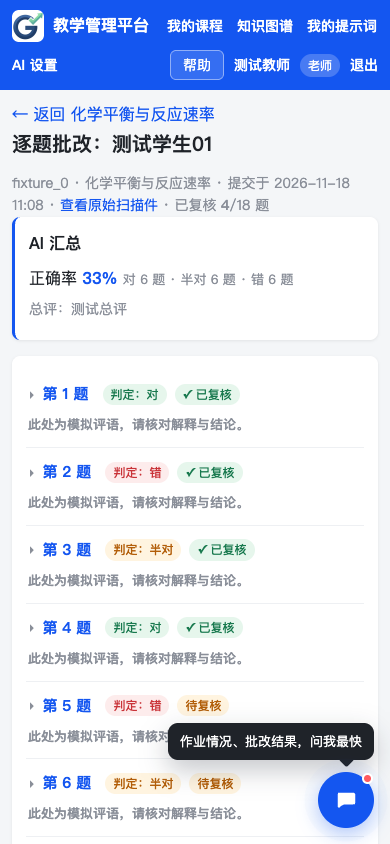 教学管理平台 我的课程 知识图谱 我的提示词
AI 设置 帮助 测试教师 老师 退出
← 返回 化学平衡与反应速率
逐题批改：测试学生01
fixture_0 · 化学平衡与反应速率 · 提交于 2026-11-18
11:08 · 查看原始扫描件 · 已复核 4/18 题
AI 汇总
正确率 33% 对 6 题 · 半对 6 题 · 错 6 题
总评：测试总评
第 1 题 判定：对 ✓ 已复核
此处为模拟评语，请核对解释与结论。
第 2 题 判定：错 ✓ 已复核
此处为模拟评语，请核对解释与结论。
第 3 题 判定：半对 ✓ 已复核
此处为模拟评语，请核对解释与结论。
第 4 题 判定：对 ✓ 已复核
此处为模拟评语，请核对解释与结论。
第 5 题 判定：错 待复核
此处为模拟评语，请核
作业情况、批改结果，问我最快
第 6 题 判定：半对 待复核
此处为模拟评语，请核对解释与结论。